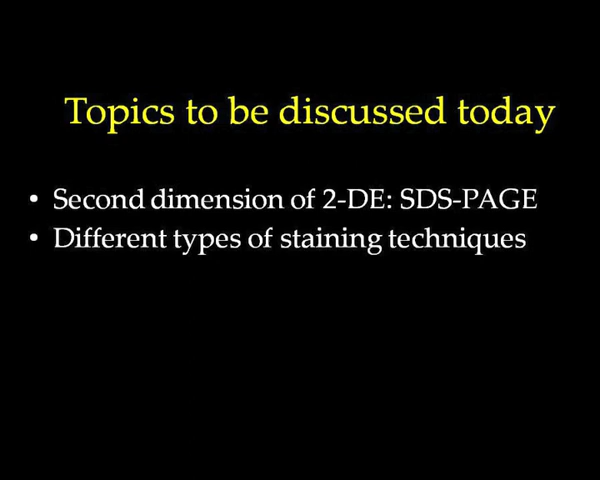 Topics to be discussed today
• Second dimension of 2-DE: SDS-PAGE
• Different types of staining techniques